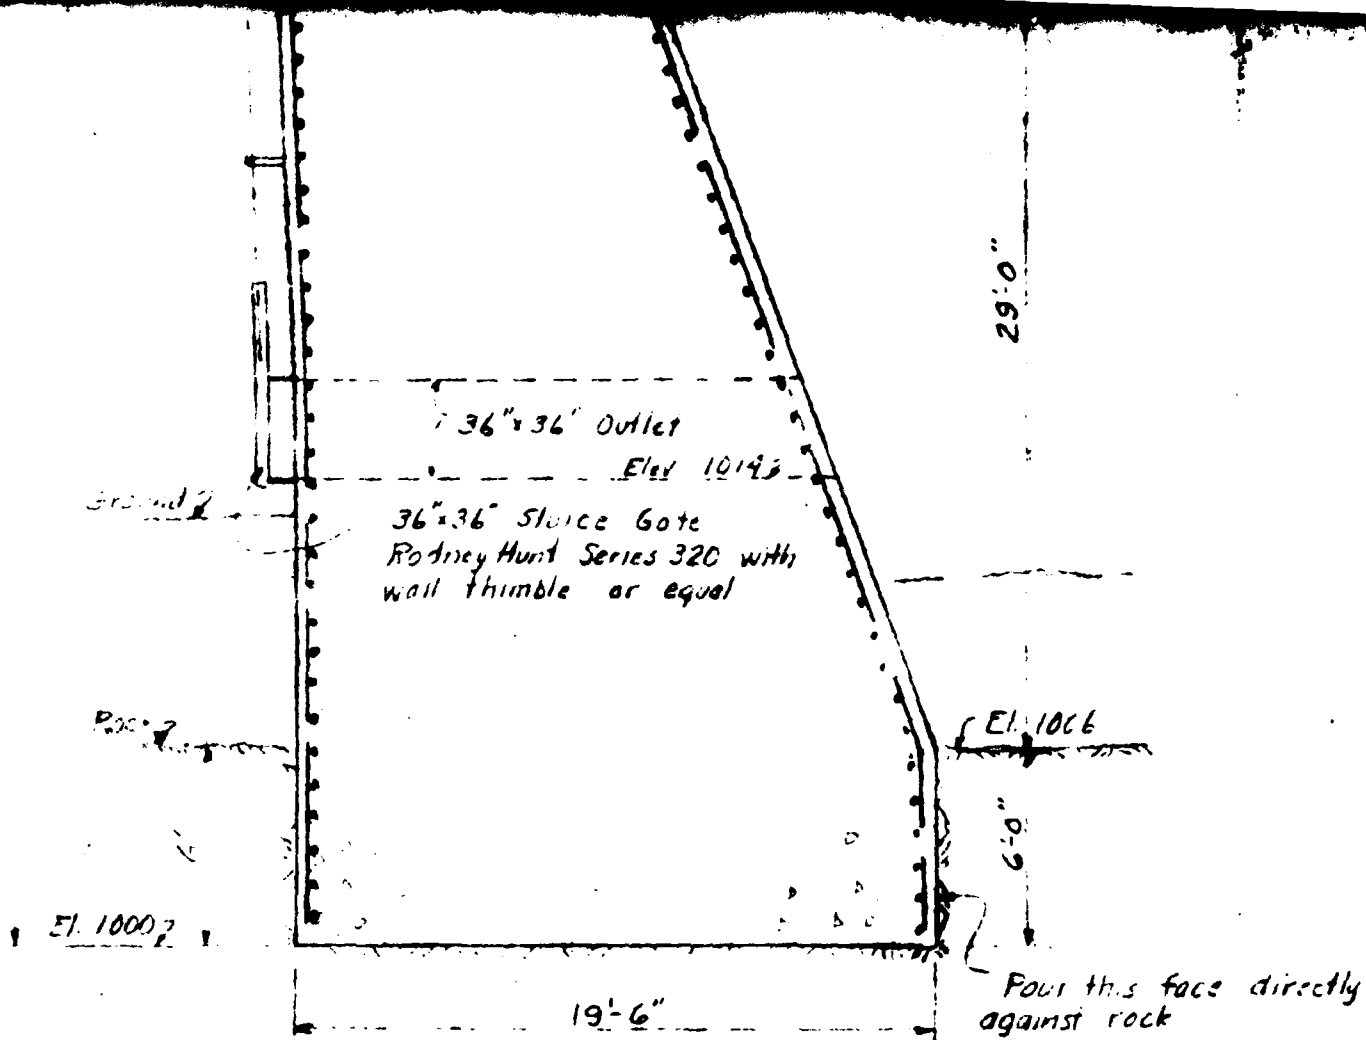 29'-0"
36"x36" Outlet
Elev 1014
Ground
36"x36" Sluice Gate
Rodney Hunt Series 320 with
wall thimble or equal
El. 1006
6'-0"
El. 1000
19'-6"
Pour this face directly
against rock